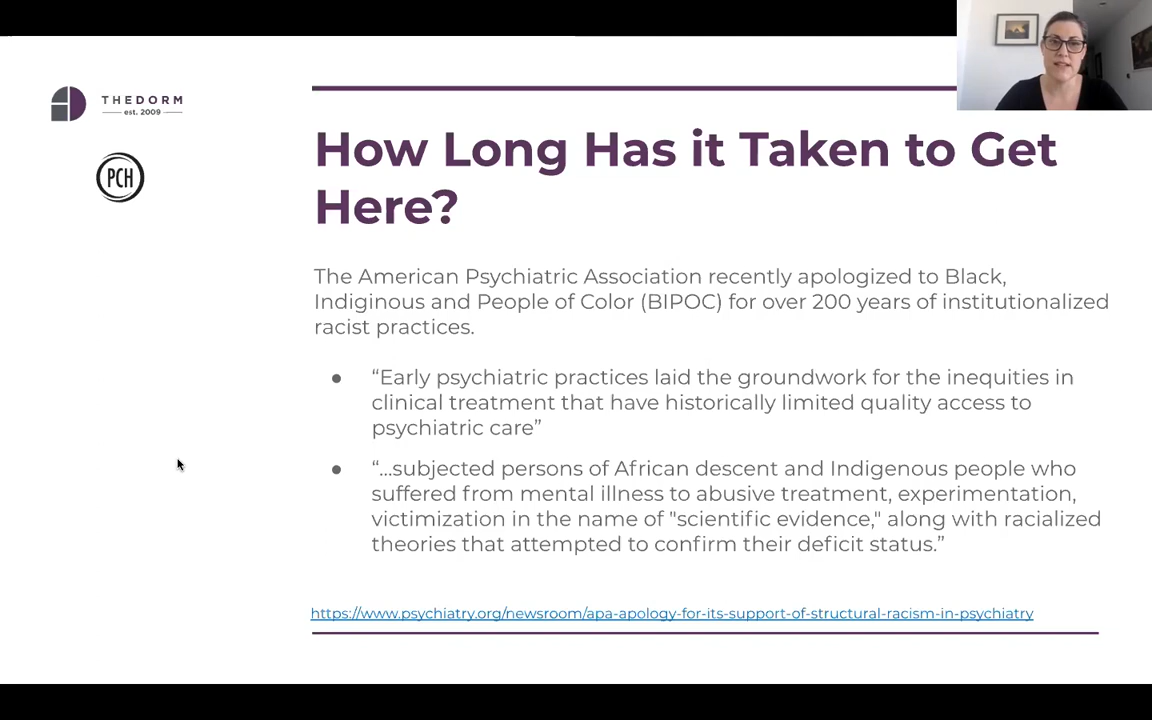 THEDORM
est. 2009
PCH
How Long Has it Taken to Get
Here?
The American Psychiatric Association recently apologized to Black,
Indiginous and People of Color (BIPOC) for over 200 years of institutionalized
racist practices.
● “Early psychiatric practices laid the groundwork for the inequities in
clinical treatment that have historically limited quality access to
psychiatric care”
● “...subjected persons of African descent and Indigenous people who
suffered from mental illness to abusive treatment, experimentation,
victimization in the name of "scientific evidence," along with racialized
theories that attempted to confirm their deficit status.”
https://www.psychiatry.org/newsroom/apa-apology-for-its-support-of-structural-racism-in-psychiatry